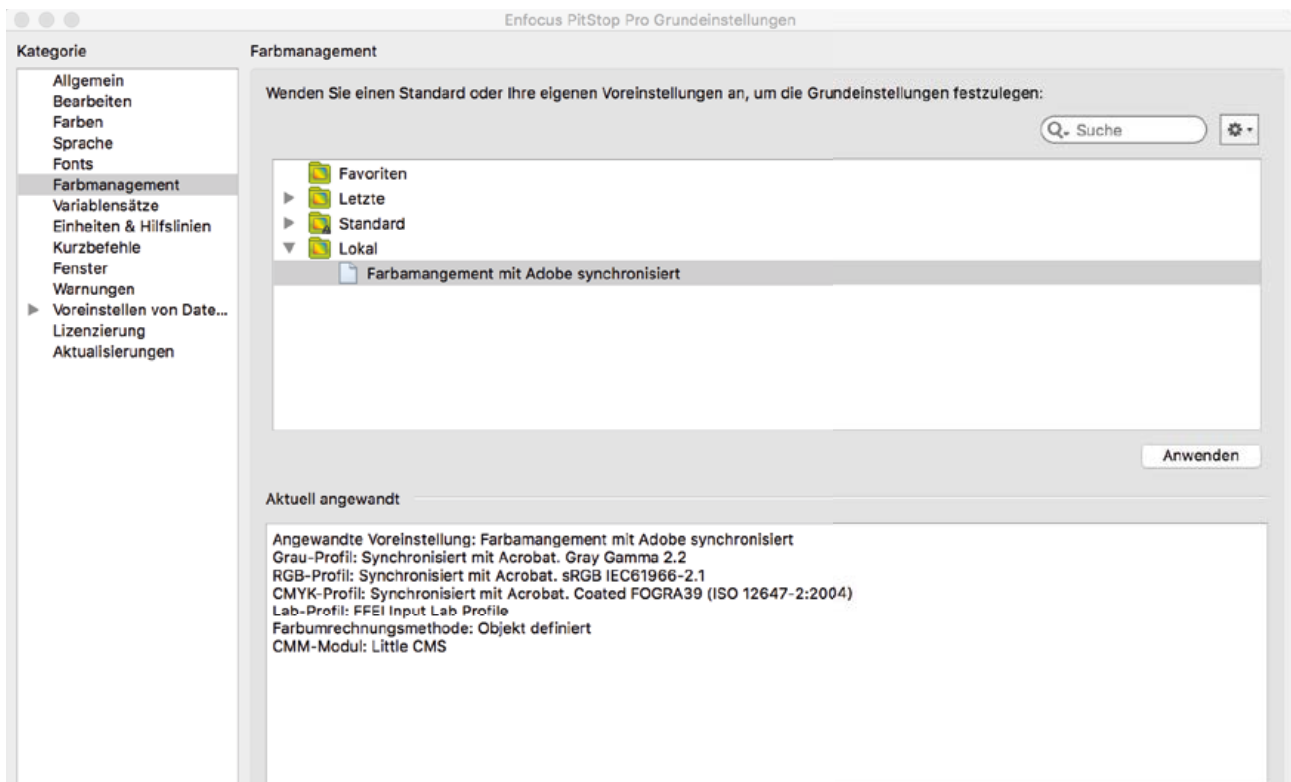 Enfocus PitStop Pro Grundeinstellungen
Kategorie
Allgemein
Bearbeiten
Farben
Sprache
Fonts
Farbmanagement
Variablensätze
Einheiten & Hilfslinien
Kurzbefehle
Fenster
Warnungen
Voreinstellen von Date...
Lizenzierung
Aktualisierungen
Farbmanagement
Wenden Sie einen Standard oder Ihre eigenen Voreinstellungen an, um die Grundeinstellungen festzulegen:
Suche
Favoriten
Letzte
Standard
Lokal
Farbamangement mit Adobe synchronisiert
Anwenden
Aktuell angewandt
Angewandte Voreinstellung: Farbamangement mit Adobe synchronisiert
Grau-Profil: Synchronisiert mit Acrobat. Gray Gamma 2.2
RGB-Profil: Synchronisiert mit Acrobat. sRGB IEC61966-2.1
CMYK-Profil: Synchronisiert mit Acrobat. Coated FOGRA39 (ISO 12647-2:2004)
Lab-Profil: FFEI Input Lab Profile
Farbumrechnungsmethode: Objekt definiert
CMM-Modul: Little CMS